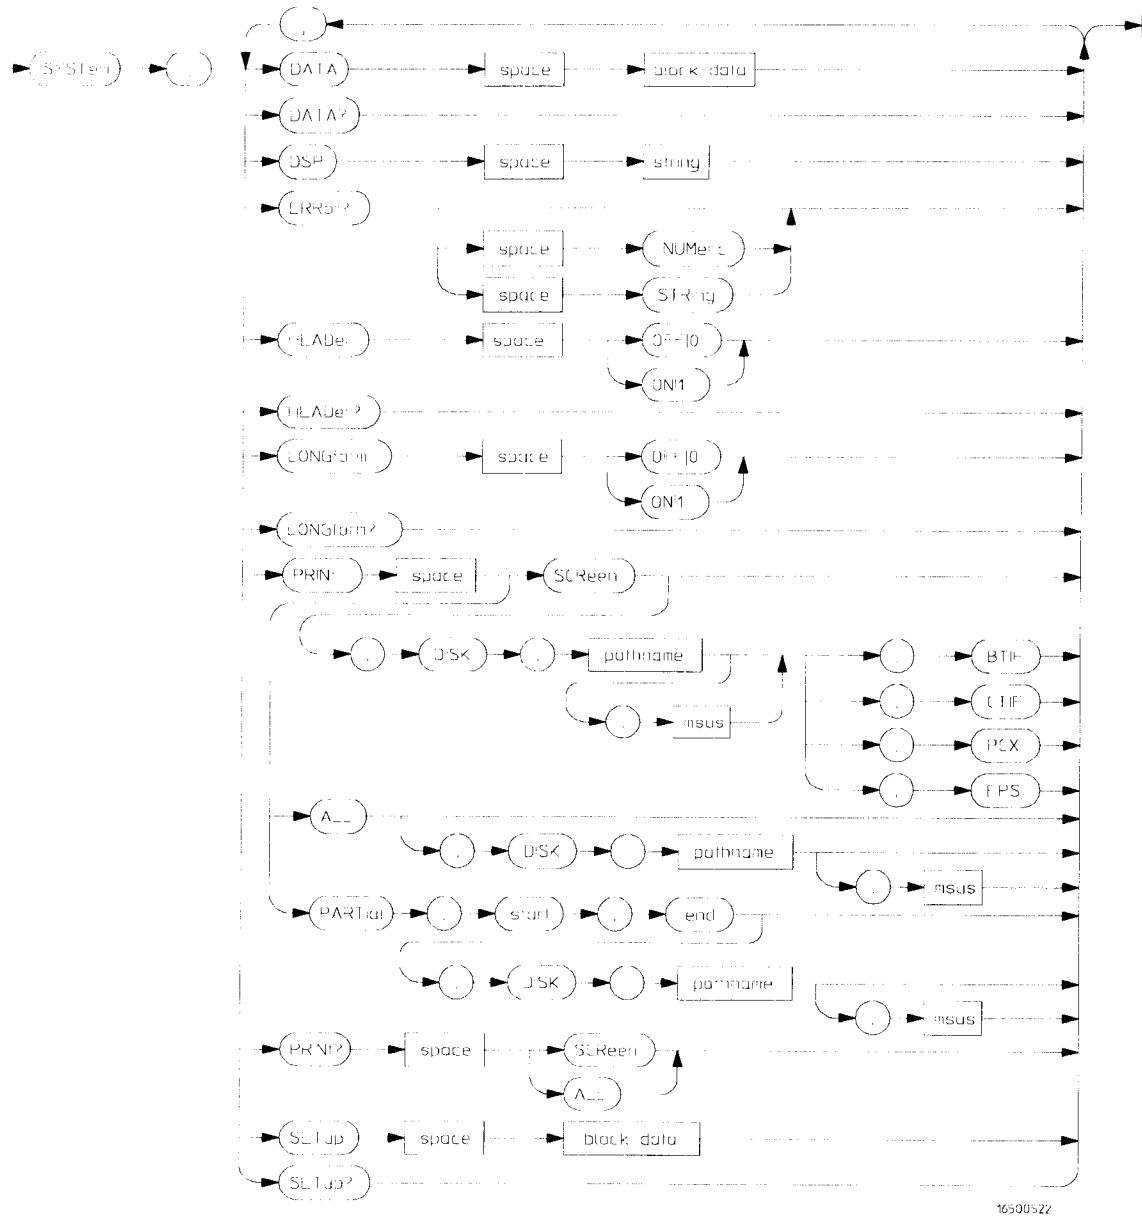 SYSTem
DATA space block data
DATA?
DSP space string
ERRor?
space NUMeric
space STRing
HEADer space OFF|0
ON|1
HEADer?
LONGform space OFF|0
ON|1
LONGform?
PRINt space SCReen
, DISK , pathname , BTIF
, msus , CTIF
, PCX
, EPS
ALL
, DISK , pathname
, msus
PARTial , start , end
, DISK , pathname
, msus
PRINt? space SCReen
ALL
SETup space block data
SETup?
16500S22